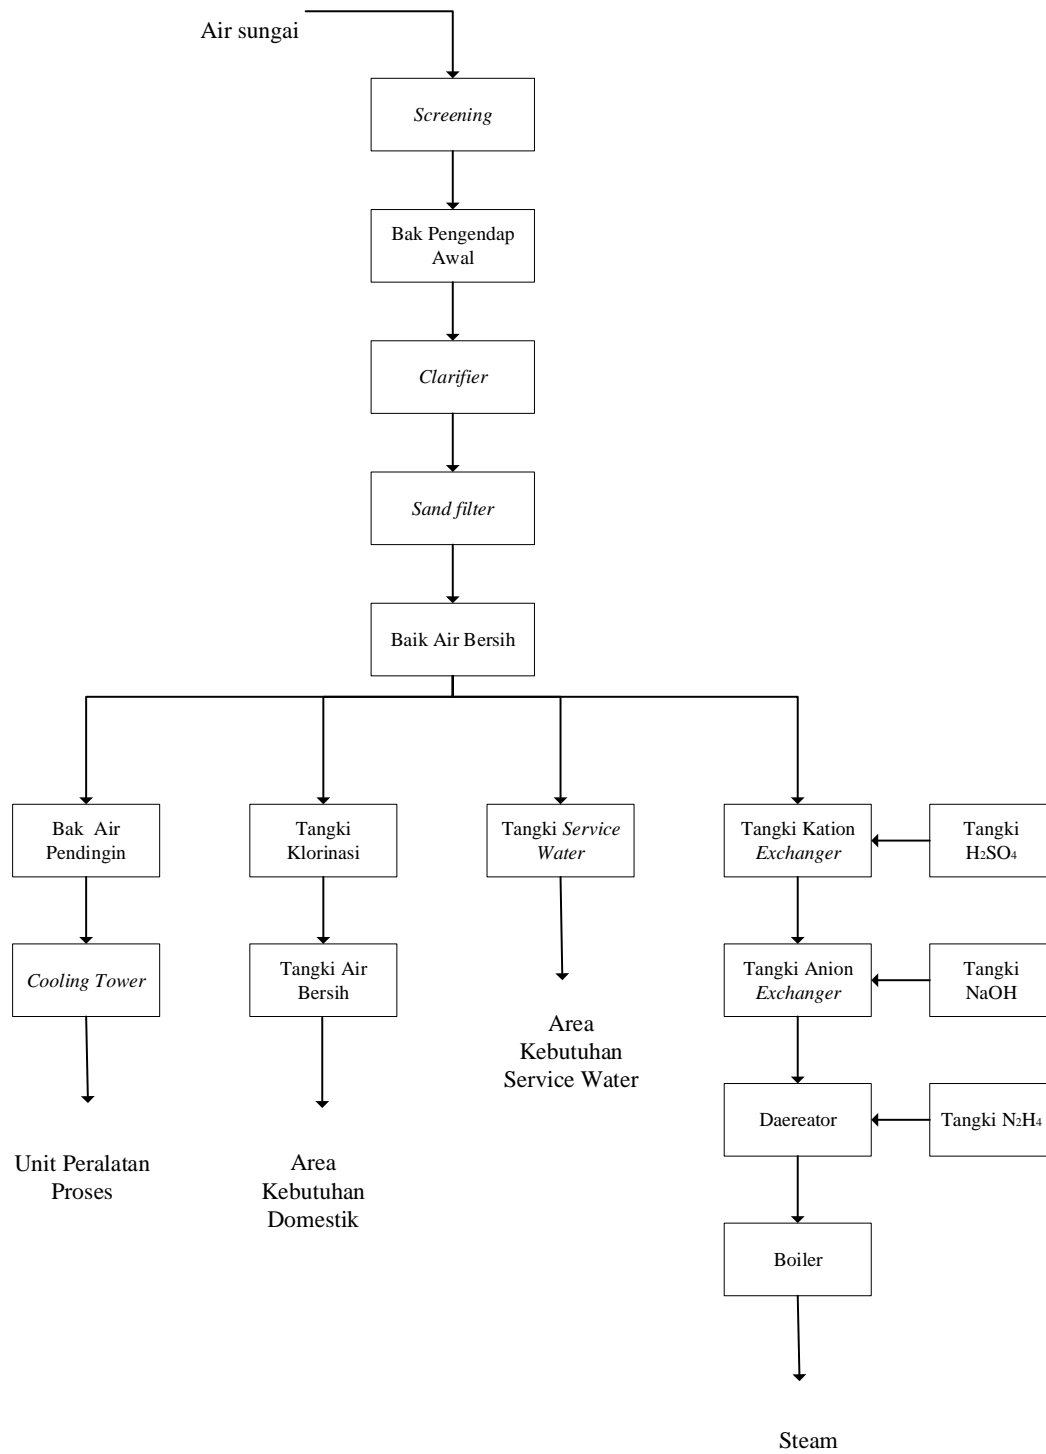 Air sungai
Screening
Bak Pengendap
Awal
Clarifier
Sand filter
Baik Air Bersih
Bak  Air
Pendingin
Tangki
Klorinasi
Tangki Service
Water
Tangki Kation
Exchanger
Tangki
H₂SO₄
Cooling Tower
Tangki Air
Bersih
Tangki Anion
Exchanger
Tangki
NaOH
Area
Kebutuhan
Service Water
Daereator
Tangki N₂H₄
Unit Peralatan
Proses
Area
Kebutuhan
Domestik
Boiler
Steam